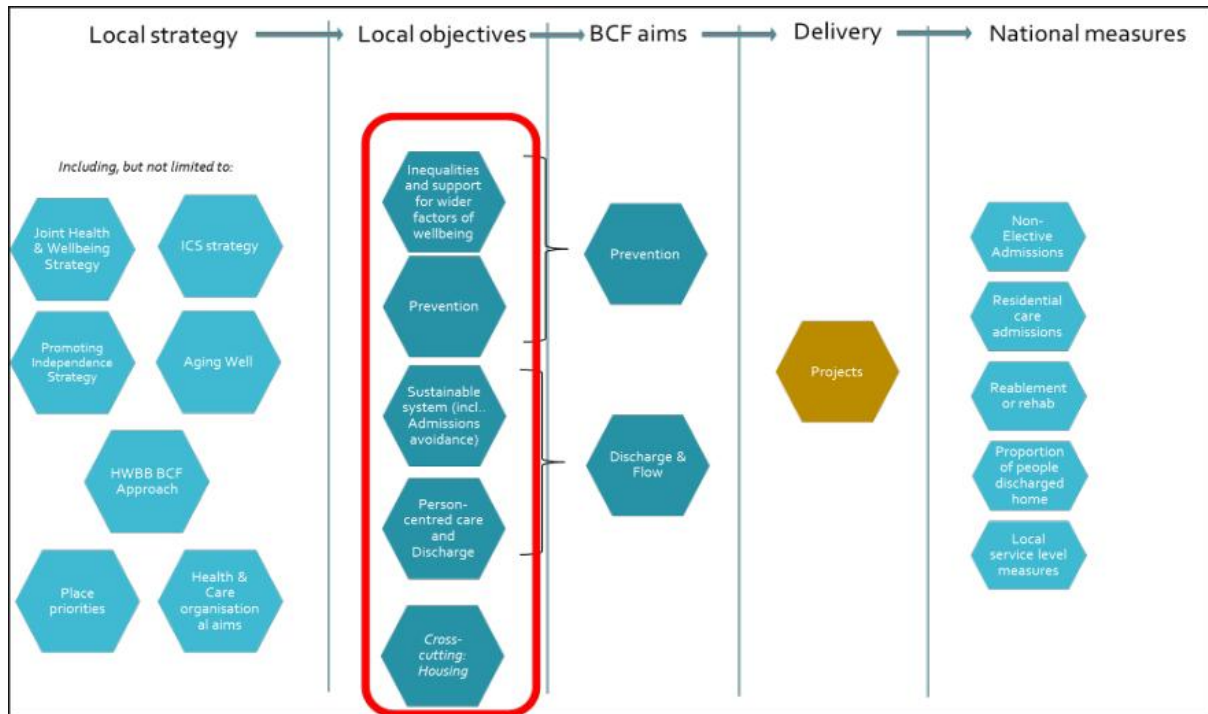 Local strategy
Local objectives
BCF aims
Delivery
National measures
Including, but not limited to:
Joint Health
& Wellbeing
Strategy
ICS strategy
Promoting
Independence
Strategy
Aging Well
HWBB BCF
Approach
Place
priorities
Health &
Care
organisation
al aims
Inequalities
and support
for wider
factors of
wellbeing
Prevention
Sustainable
system (incl..
Admissions
avoidance)
Person-
centred care
and
Discharge
Cross-
cutting:
Housing
Prevention
Discharge &
Flow
Projects
Non-
Elective
Admissions
Residential
care
admissions
Reablement
or rehab
Proportion
of people
discharged
home
Local
service level
measures